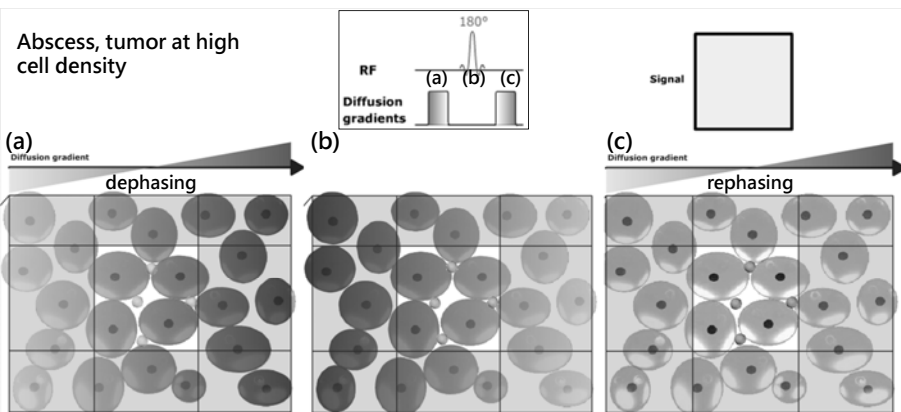 Abscess, tumor at high
cell density
180°
RF
(a)
(b)
(c)
Diffusion
gradients
Signal
(a)
Diffusion gradient
dephasing
(b)
(c)
Diffusion gradient
rephasing